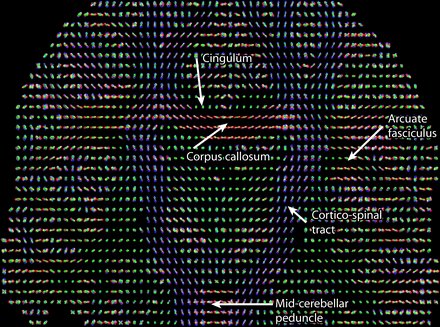 Cingulum
Arcuate
fasciculus
Corpus callosum
Cortico-spinal
tract
Mid-cerebellar
peduncle